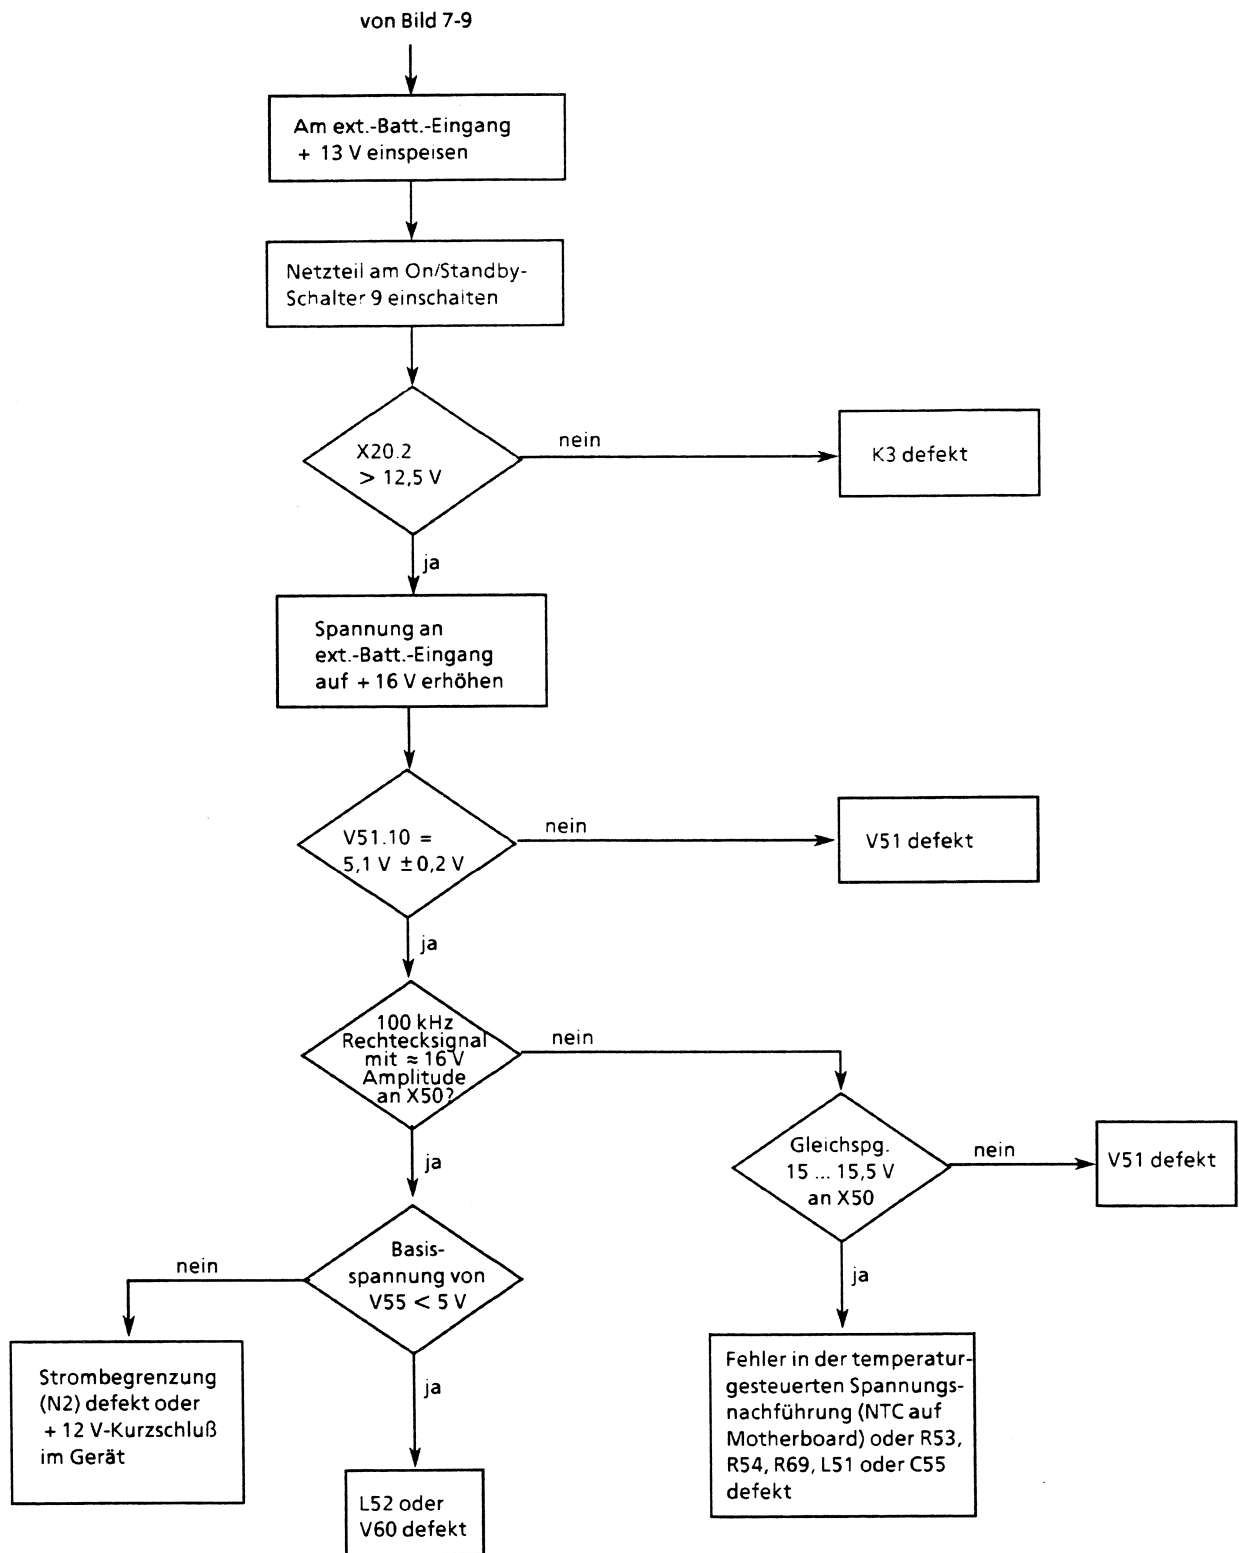 von Bild 7-9
Am ext.-Batt.-Eingang
+ 13 V einspeisen
Netzteil am On/Standby-
Schalter 9 einschaiten
X20.2
> 12,5 V
nein
K3 defekt
ja
Spannung an
ext.-Batt.-Eingang
auf + 16 V erhöhen
V51.10 =
5,1 V ±0,2 V
nein
V51 defekt
ja
100 kHz
Rechtecksignal
mit ≈ 16 V
Amplitude
an X50?
nein
Gleichspg.
15 ... 15,5 V
an X50
nein
V51 defekt
ja
ja
Basis-
spannung von
V55 < 5 V
nein
Strombegrenzung
(N2) defekt oder
+ 12 V-Kurzschluß
im Gerät
ja
L52 oder
V60 defekt
Fehler in der temperatur-
gesteuerten Spannungs-
nachführung (NTC auf
Motherboard) oder R53,
R54, R69, L51 oder C55
defekt